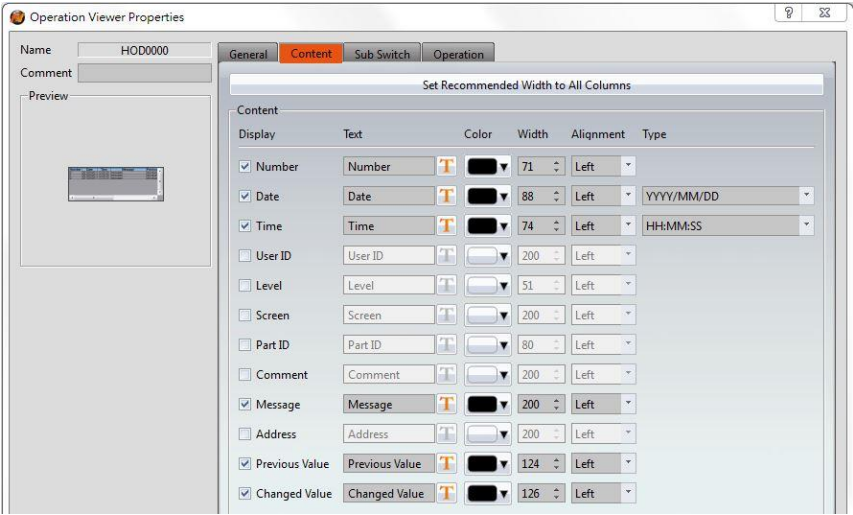 Operation Viewer Properties
Name HOD0000
Comment
Preview
General Content Sub Switch Operation
Set Recommended Width to All Columns
Content
Display Text Color Width Alignment Type
Number Number T 71 Left
Date Date T 88 Left YYYY/MM/DD
Time Time T 74 Left HH:MM:SS
User ID User ID T 200 Left
Level Level T 51 Left
Screen Screen T 200 Left
Part ID Part ID T 80 Left
Comment Comment T 200 Left
Message Message T 200 Left
Address Address T 200 Left
Previous Value Previous Value T 124 Left
Changed Value Changed Value T 126 Left